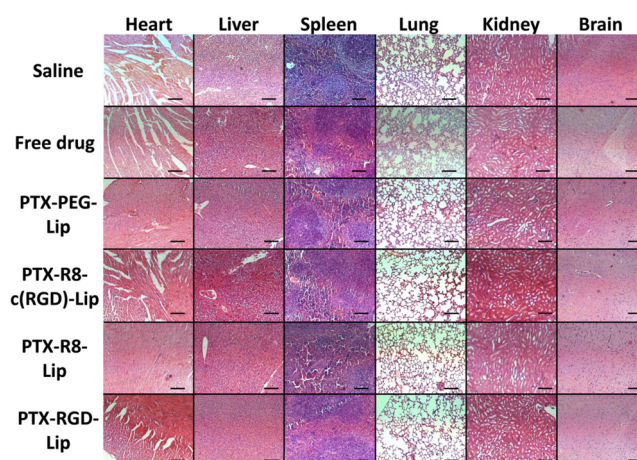 Heart Liver Spleen Lung Kidney Brain
Saline
Free drug
PTX-PEG-
Lip
PTX-R8-
c(RGD)-Lip
PTX-R8-
Lip
PTX-RGD-
Lip